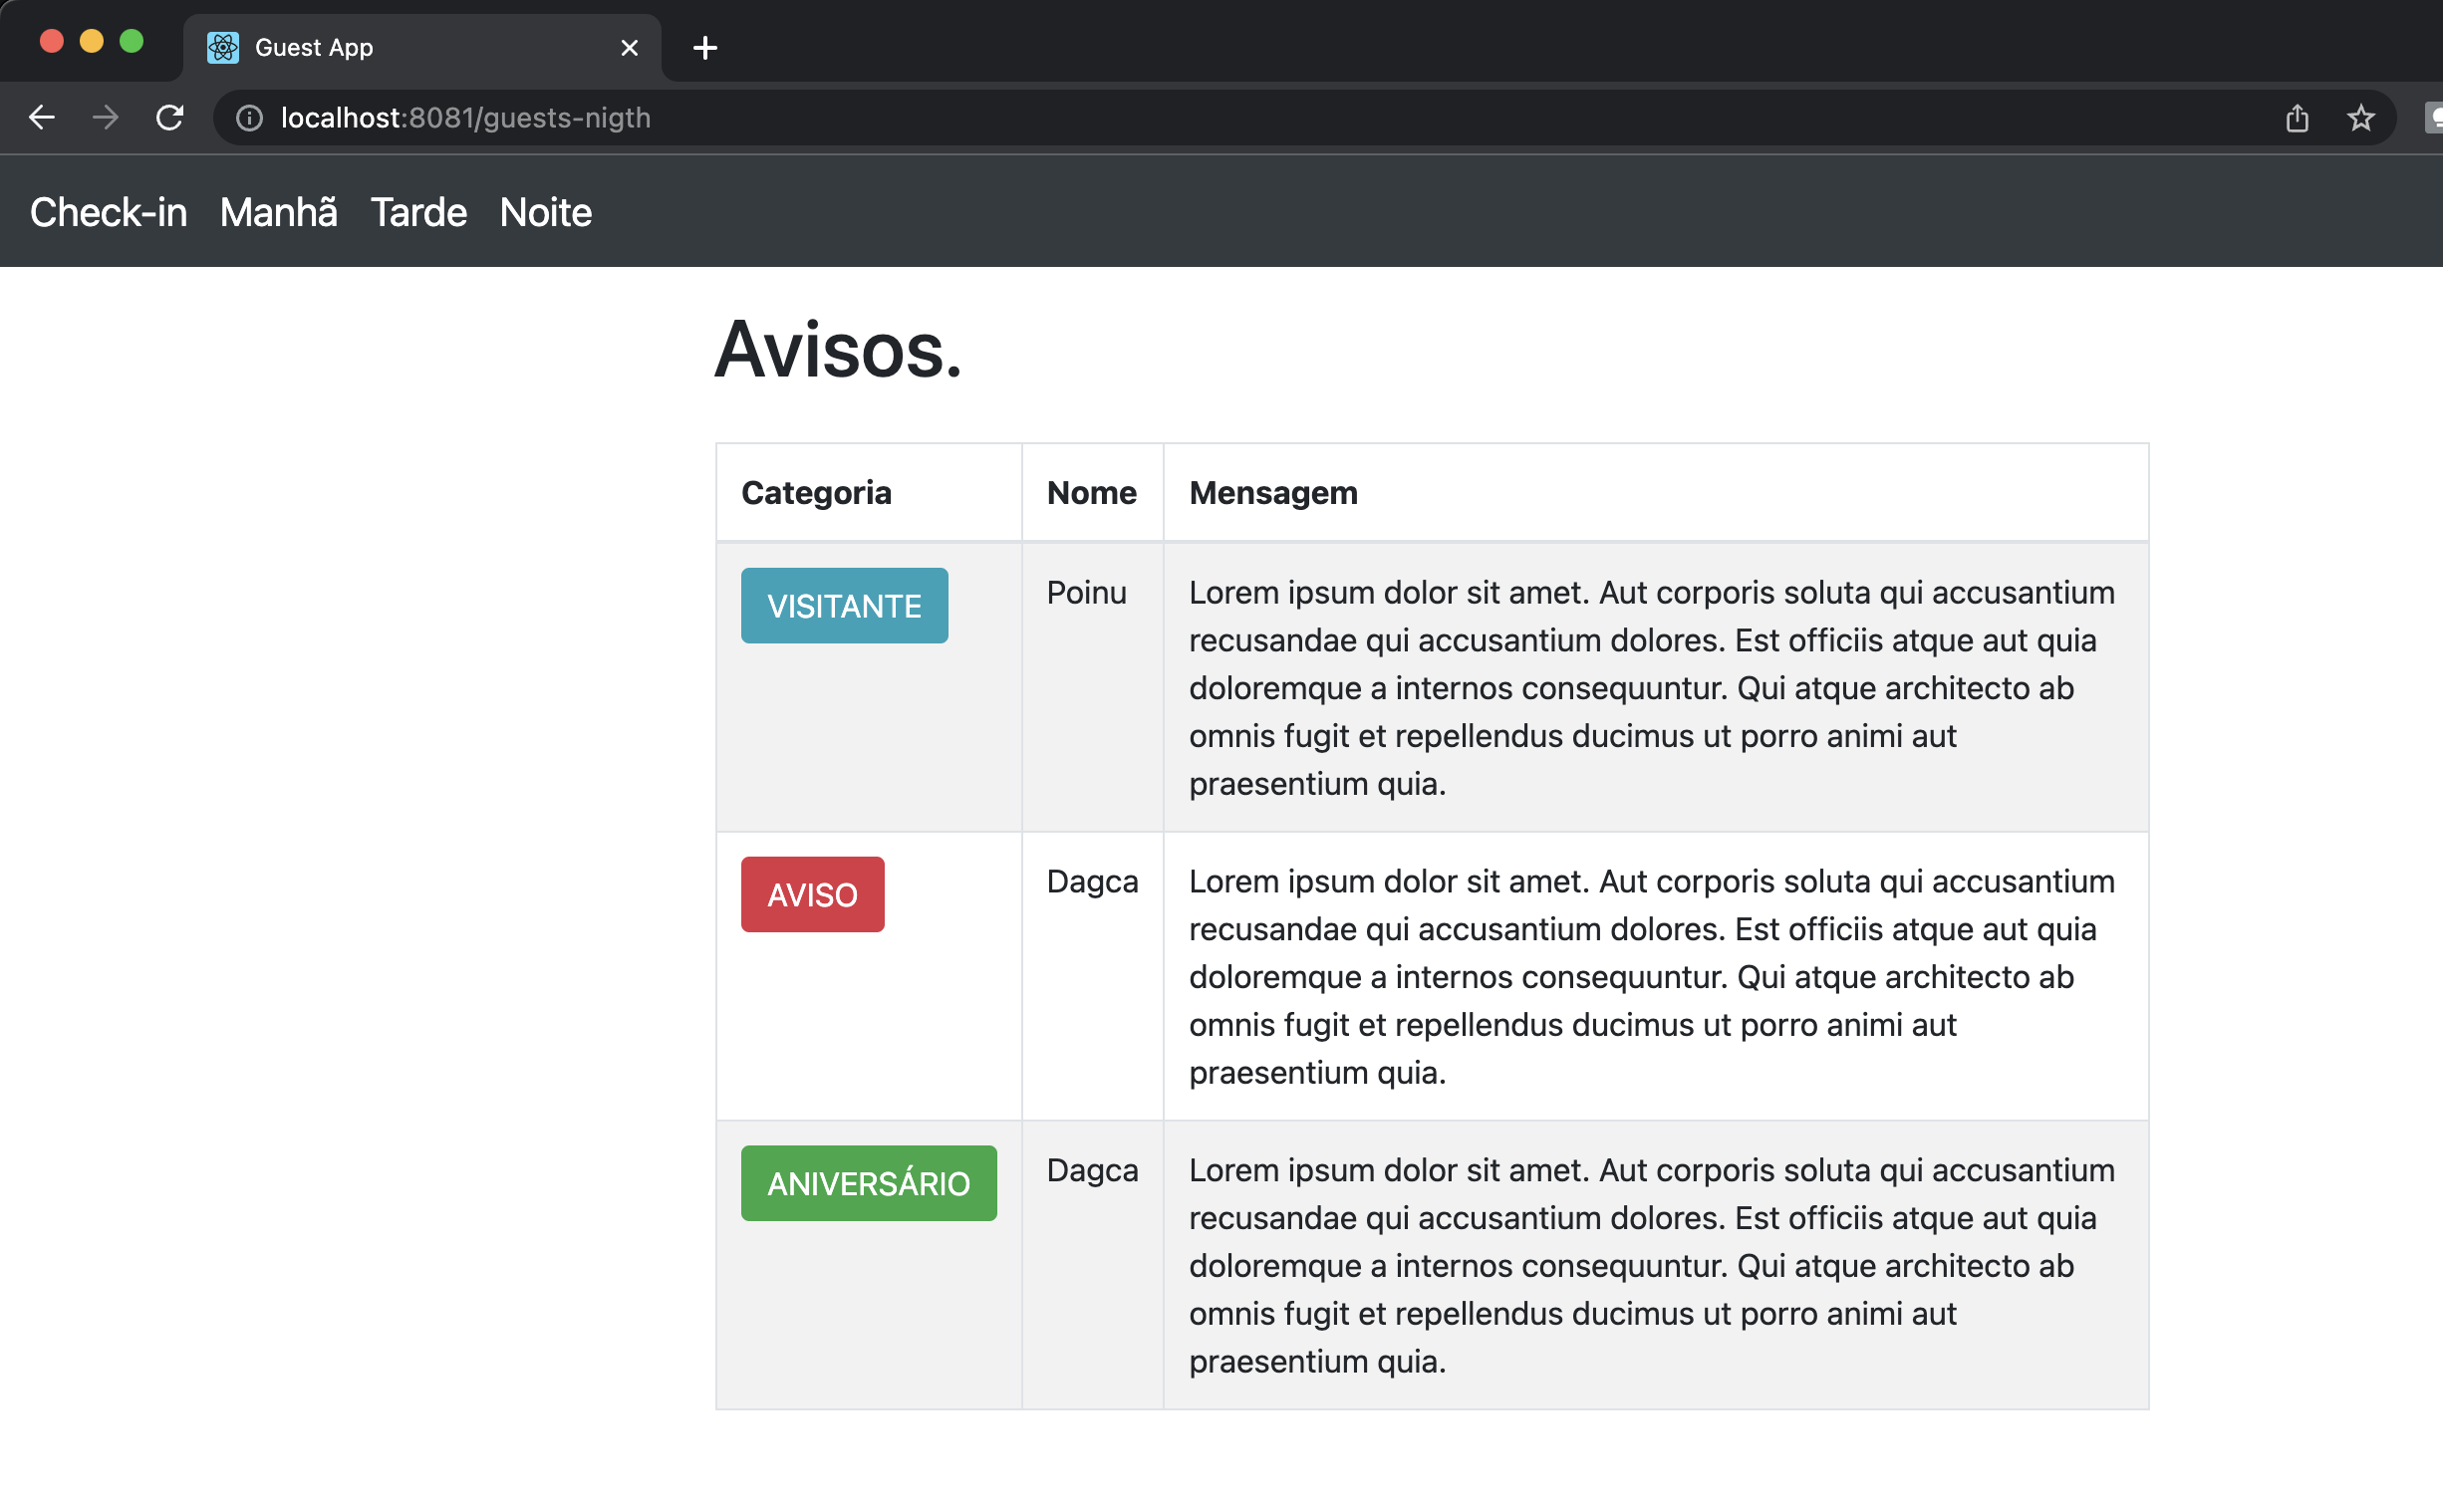 Guest App
localhost:8081/guests-nigth
Check-in Manhã Tarde Noite
Avisos.
Categoria Nome Mensagem
VISITANTE Poinu Lorem ipsum dolor sit amet. Aut corporis soluta qui accusantium
recusandae qui accusantium dolores. Est officiis atque aut quia
doloremque a internos consequuntur. Qui atque architecto ab
omnis fugit et repellendus ducimus ut porro animi aut
praesentium quia.
AVISO Dagca Lorem ipsum dolor sit amet. Aut corporis soluta qui accusantium
recusandae qui accusantium dolores. Est officiis atque aut quia
doloremque a internos consequuntur. Qui atque architecto ab
omnis fugit et repellendus ducimus ut porro animi aut
praesentium quia.
ANIVERSÁRIO Dagca Lorem ipsum dolor sit amet. Aut corporis soluta qui accusantium
recusandae qui accusantium dolores. Est officiis atque aut quia
doloremque a internos consequuntur. Qui atque architecto ab
omnis fugit et repellendus ducimus ut porro animi aut
praesentium quia.